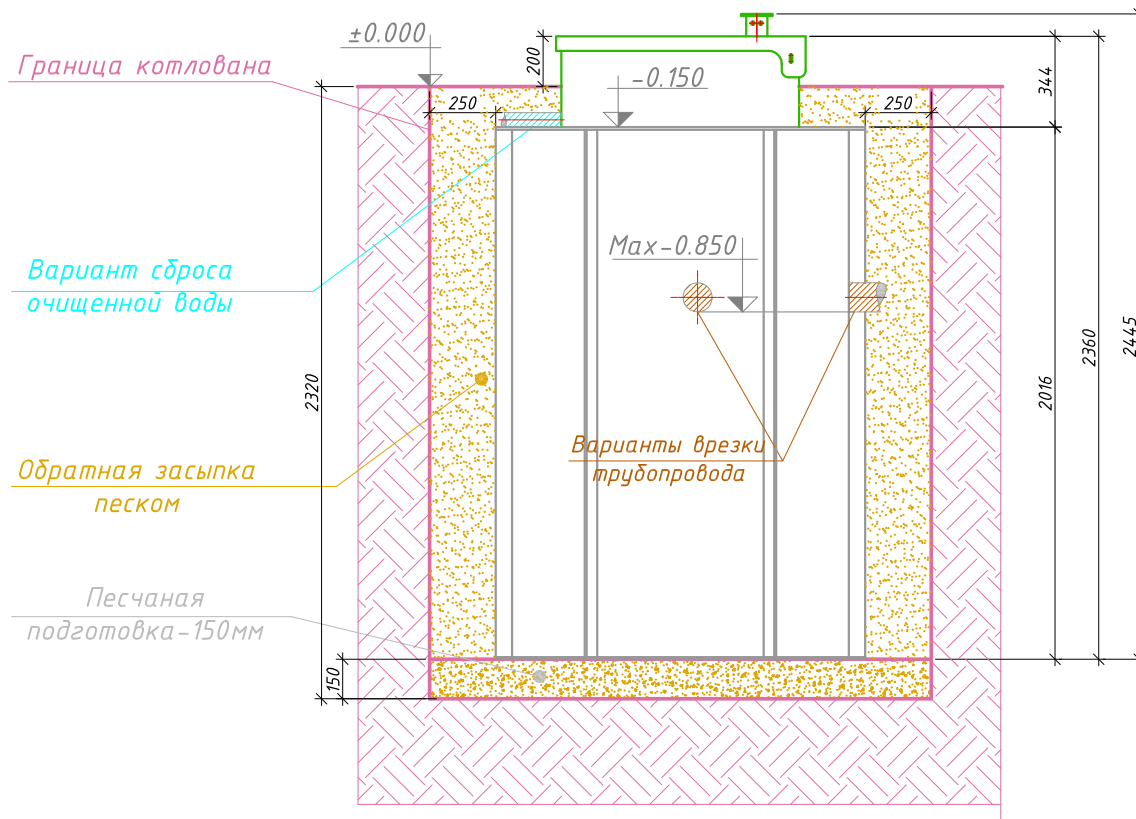 ±0.000
Граница котлована
200
-0.150
344
250
250
Вариант сброса
очищенной воды
Max-0.850
2445
2360
2320
2016
Варианты врезки
трубопровода
Обратная засыпка
песком
Песчаная
подготовка-150мм
150